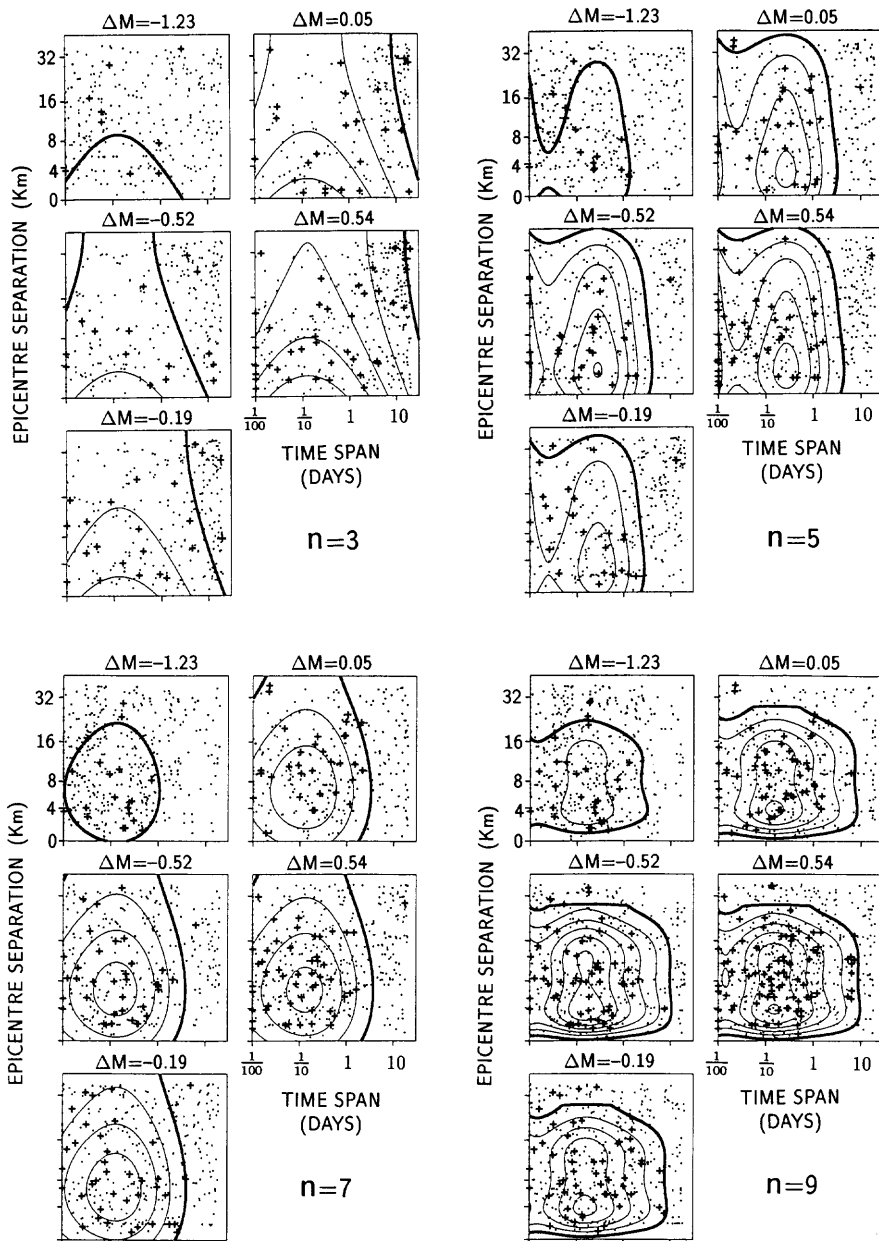 ΔM=−1.23
ΔM=0.05
32
16
8
4
0
EPICENTRE SEPARATION (Km)
ΔM=−0.52
ΔM=0.54
ΔM=−0.19
1/100
1/10
1
10
TIME SPAN
(DAYS)
n=3
ΔM=−1.23
ΔM=0.05
32
16
8
4
0
EPICENTRE SEPARATION (Km)
ΔM=−0.52
ΔM=0.54
ΔM=−0.19
1/100
1/10
1
10
TIME SPAN
(DAYS)
n=5
ΔM=−1.23
ΔM=0.05
32
16
8
4
0
EPICENTRE SEPARATION (Km)
ΔM=−0.52
ΔM=0.54
ΔM=−0.19
1/100
1/10
1
10
TIME SPAN
(DAYS)
n=7
ΔM=−1.23
ΔM=0.05
32
16
8
4
0
EPICENTRE SEPARATION (Km)
ΔM=−0.52
ΔM=0.54
ΔM=−0.19
1/100
1/10
1
10
TIME SPAN
(DAYS)
n=9